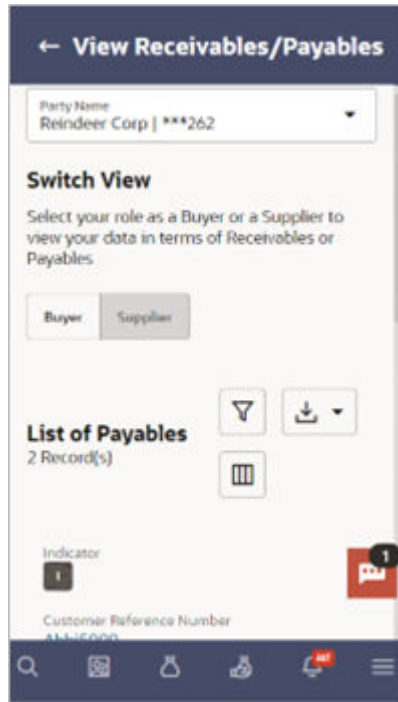 ← View Receivables/Payables
Party Name
Reindeer Corp | ***262
Switch View
Select your role as a Buyer or a Supplier to
view your data in terms of Receivables or
Payables
Buyer Supplier
List of Payables
2 Record(s)
Indicator
I
1
Customer Reference Number
Abhi5000